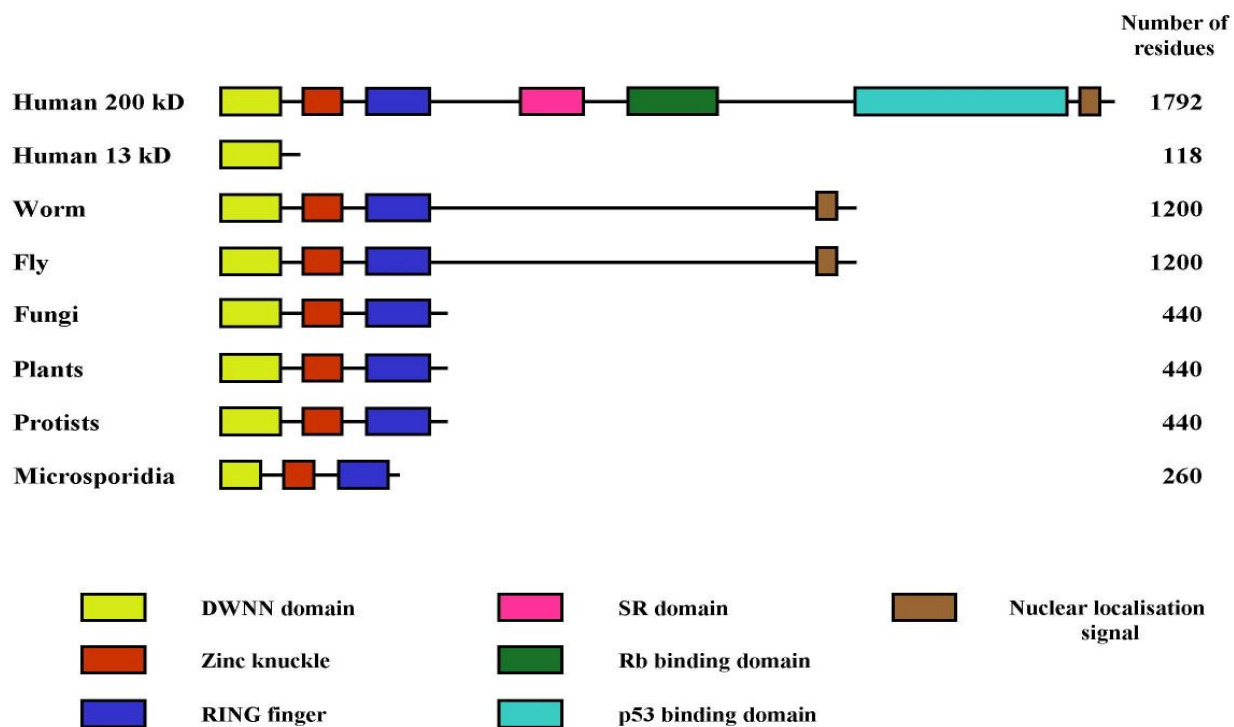 Number of
residues
Human 200 kD 1792
Human 13 kD 118
Worm 1200
Fly 1200
Fungi 440
Plants 440
Protists 440
Microsporidia 260
DWNN domain SR domain Nuclear localisation
signal
Zinc knuckle Rb binding domain
RING finger p53 binding domain